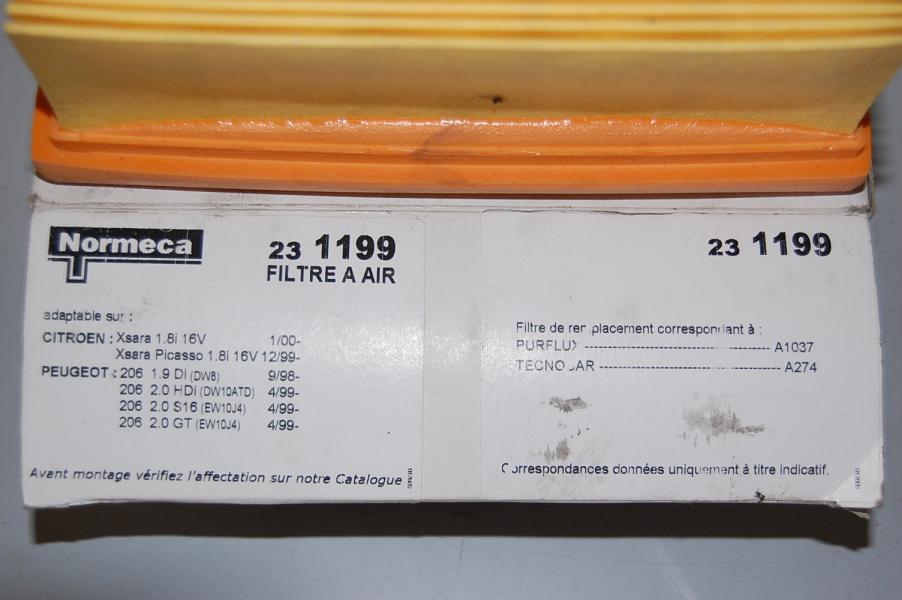 Normeca
23 1199
FILTRE A AIR
adaptable sur :
CITROEN : Xsara 1.8i 16V 1/00-
Xsara Picasso 1.8i 16V 12/99-
PEUGEOT : 206 1.9 Di (DW8) 9/98-
206 2.0 HDi (DW10ATD) 4/99-
206 2.0 S16 (EW10J4) 4/99-
206 2.0 GT (EW10J4) 4/99-
Avant montage vérifiez l'affectation sur notre Catalogue
23 1199
Filtre de remplacement correspondant à :
PURFLUX ---------------------------------- A1037
TECNOCAR --------------------------------- A274
Correspondances données uniquement à titre indicatif.